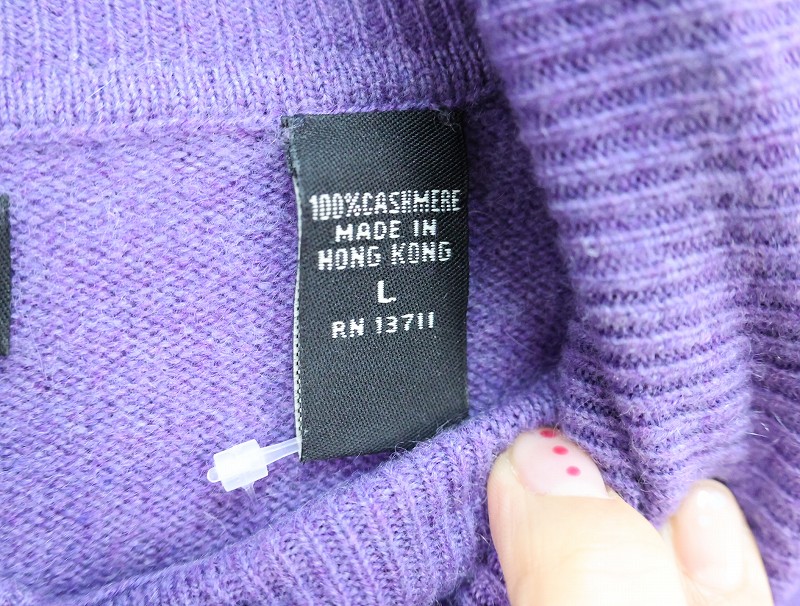 100%CASHMERE
MADE IN
HONG KONG
L
RN 13711